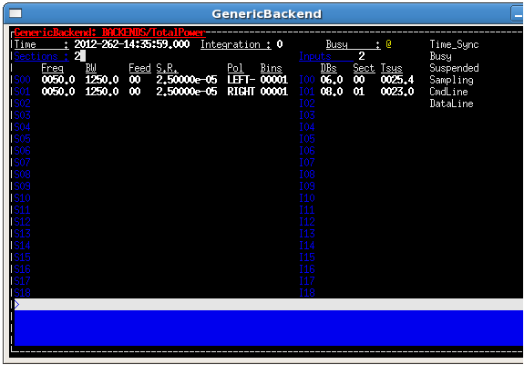 GenericBackend
GenericBackend: BACKENDS/TotalPower
Time : 2012-262-14:35:59.000 Integration : 0 Busy : @ Time_Sync
Sections : 2 Inputs 2 Busy
Freq BW Feed S.R. Pol Bins DBs Sect Tsys Suspended
S00 0050.0 1250.0 00 2.50000e-05 LEFT- 00001 I00 06.0 00 0025.4 Sampling
S01 0050.0 1250.0 00 2.50000e-05 RIGHT 00001 I01 08.0 01 0023.0 CmdLine
S02 I02 DataLine
S03 I03
S04 I04
S05 I05
S06 I06
S07 I07
S08 I08
S09 I09
S10 I10
S11 I11
S12 I12
S13 I13
S14 I14
S15 I15
S16 I16
S17 I17
S18 I18
>